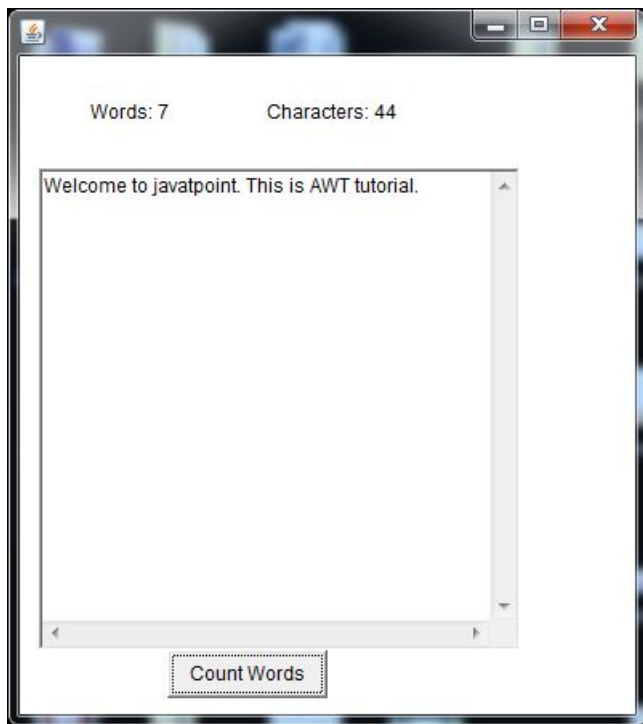 Words: 7 Characters: 44
Welcome to javatpoint. This is AWT tutorial.
Count Words